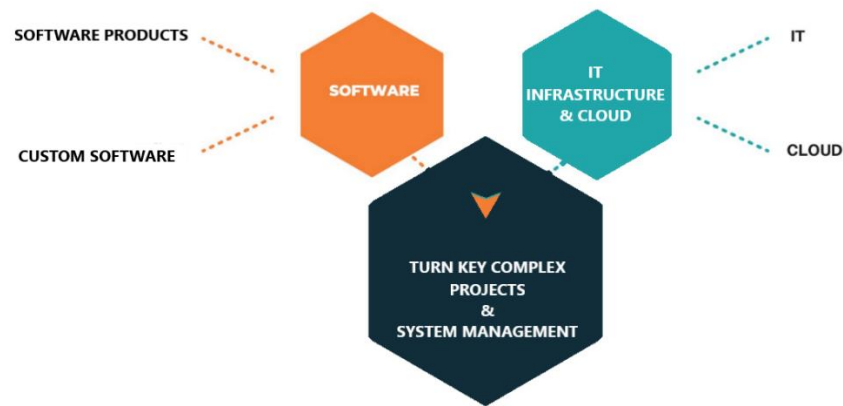 SOFTWARE PRODUCTS
CUSTOM SOFTWARE
SOFTWARE
IT
INFRASTRUCTURE
& CLOUD
IT
CLOUD
TURN KEY COMPLEX
PROJECTS
&
SYSTEM MANAGEMENT